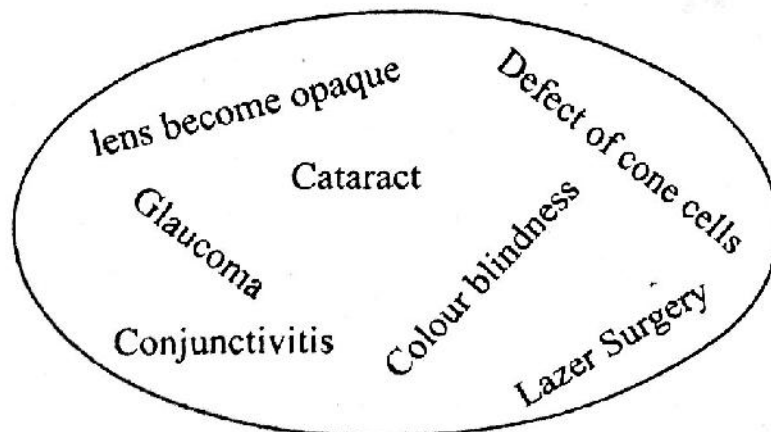 lens become opaque
Defect of cone cells
Cataract
Glaucoma
Colour blindness
Conjunctivitis
Lazer Surgery